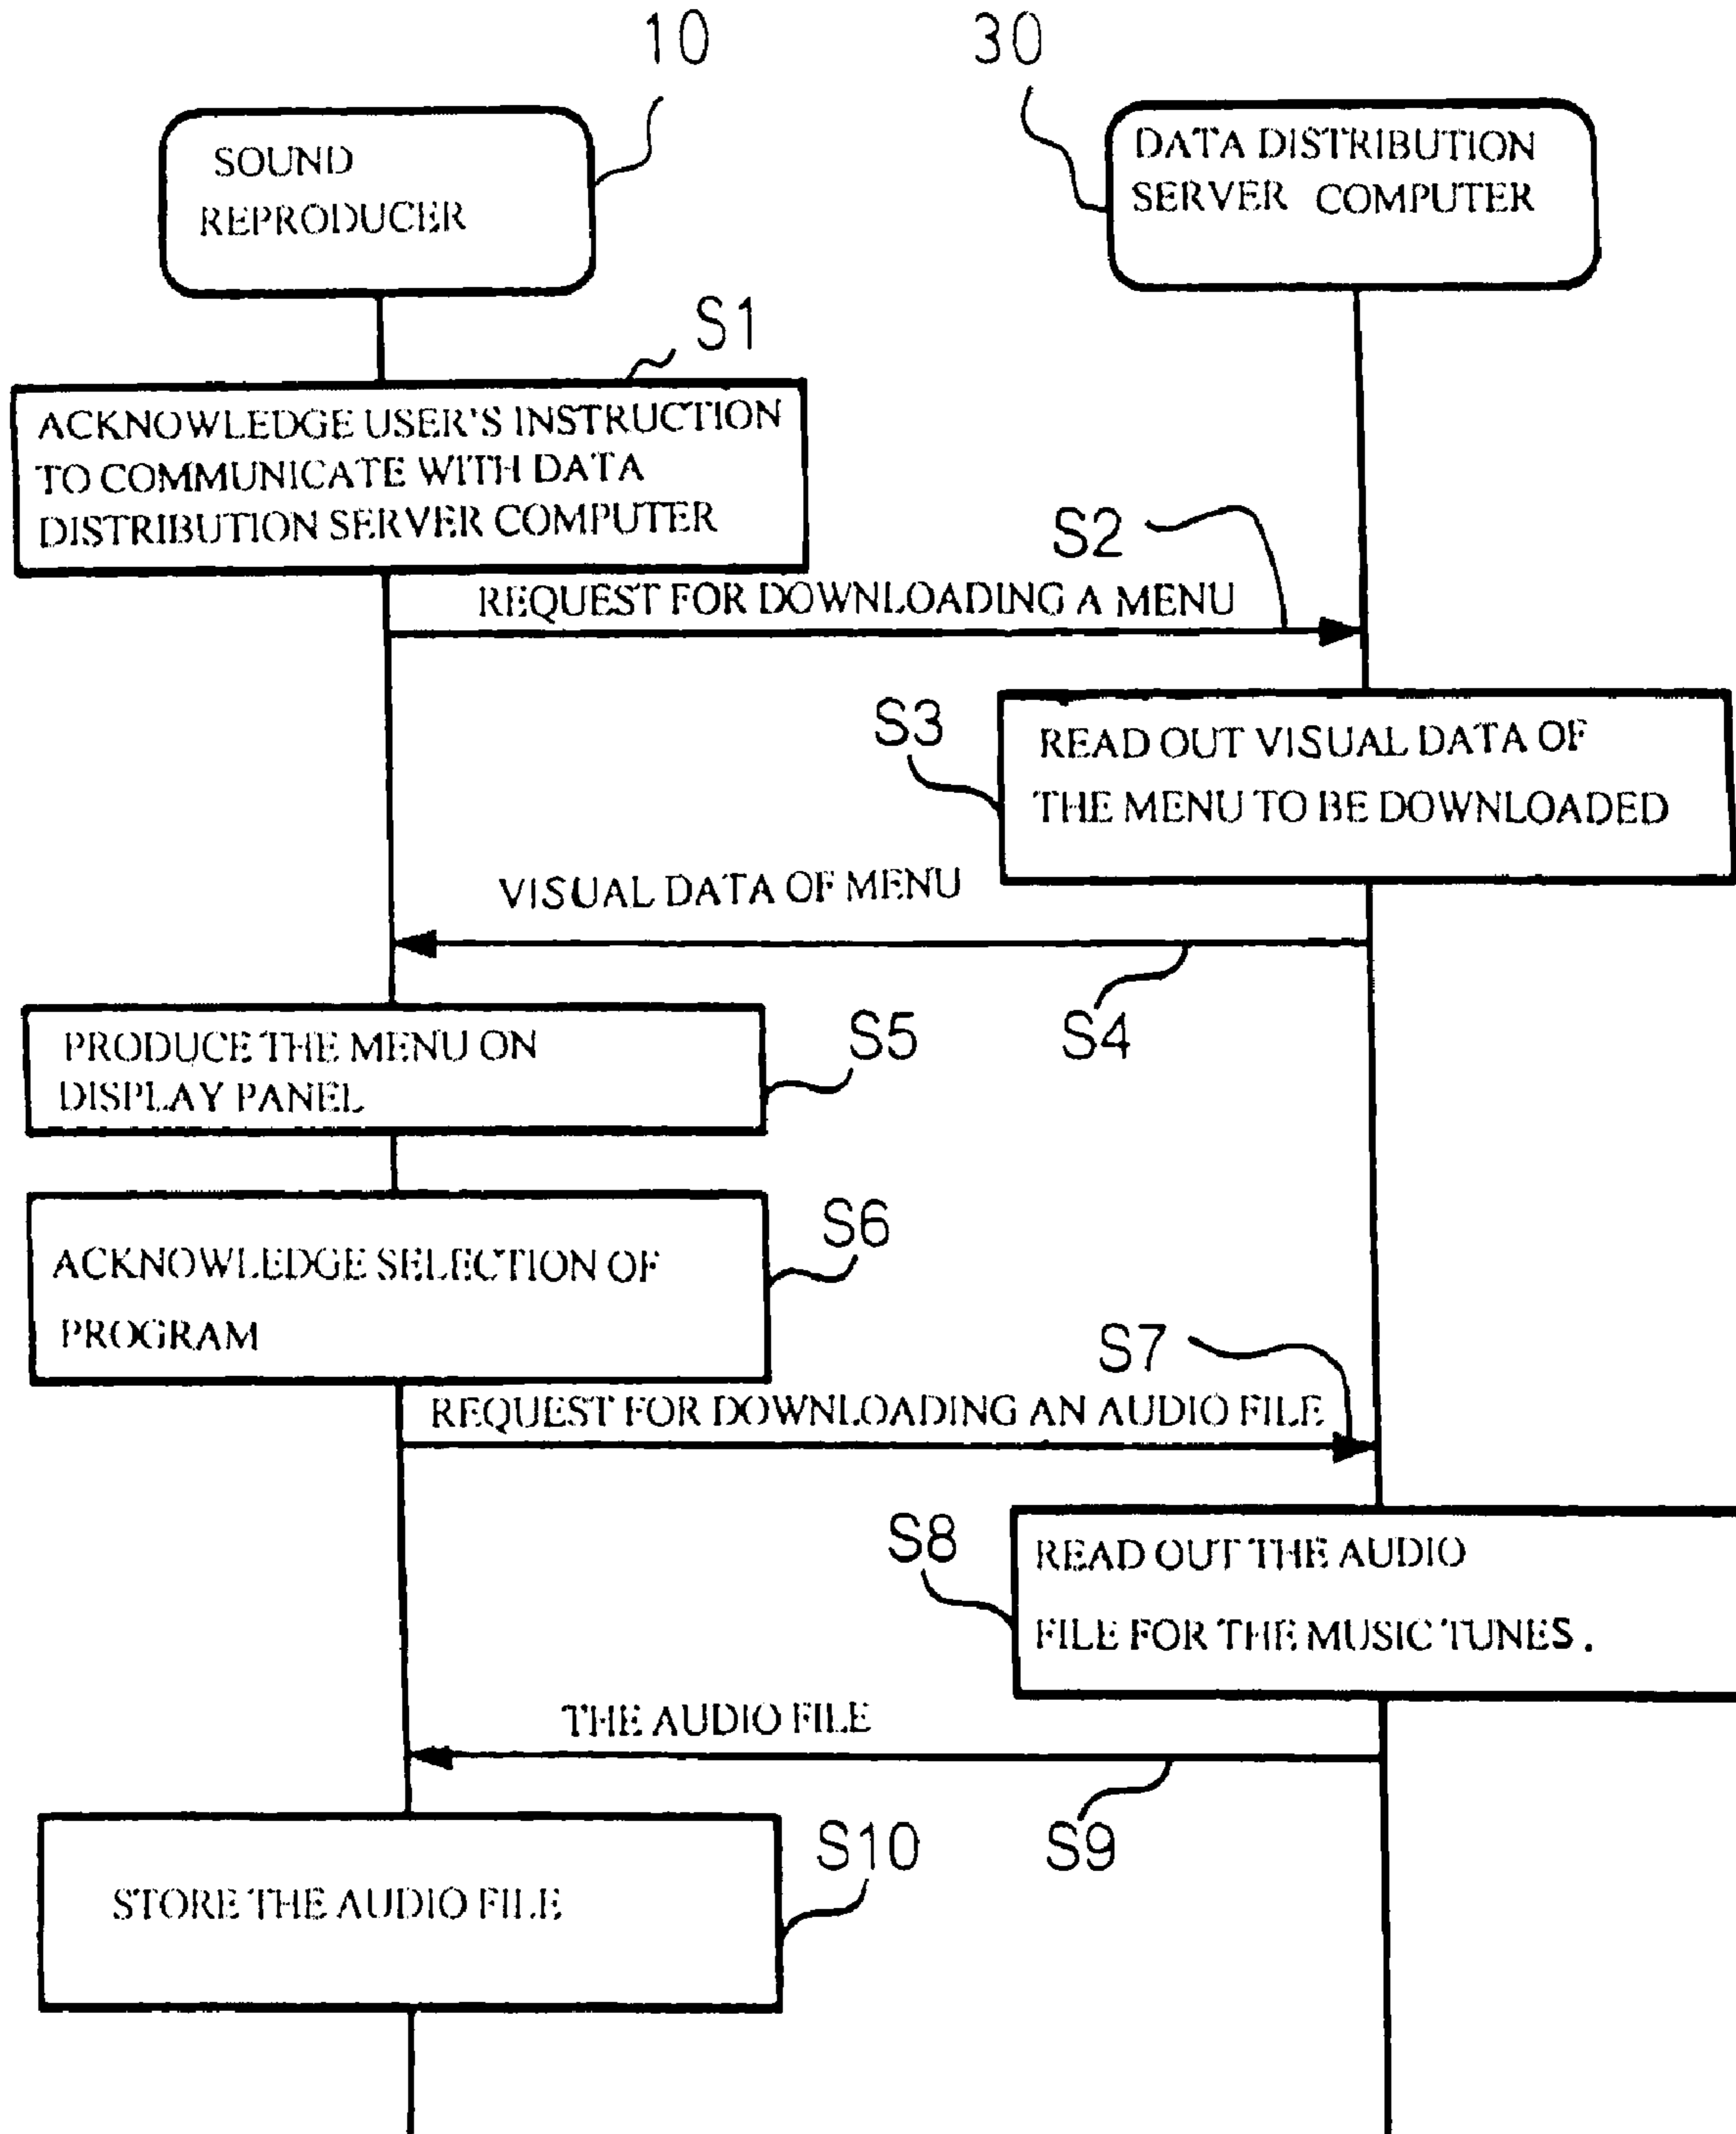 10
30
SOUND
REPRODUCER
DATA DISTRIBUTION
SERVER COMPUTER
S1
ACKNOWLEDGE USER'S INSTRUCTION
TO COMMUNICATE WITH DATA
DISTRIBUTION SERVER COMPUTER
S2
REQUEST FOR DOWNLOADING A MENU
S3
READ OUT VISUAL DATA OF
THE MENU TO BE DOWNLOADED
VISUAL DATA OF MENU
S4
PRODUCE THE MENU ON
DISPLAY PANEL
S5
ACKNOWLEDGE SELECTION OF
PROGRAM
S6
S7
REQUEST FOR DOWNLOADING AN AUDIO FILE
S8
READ OUT THE AUDIO
FILE FOR THE MUSIC TUNES.
THE AUDIO FILE
S9
STORE THE AUDIO FILE
S10